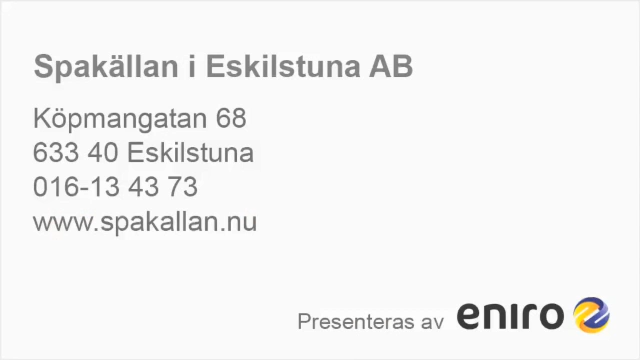 Spakällan i Eskilstuna AB
Köpmangatan 68
633 40 Eskilstuna
016-13 43 73
www.spakallan.nu
Presenteras av eniro